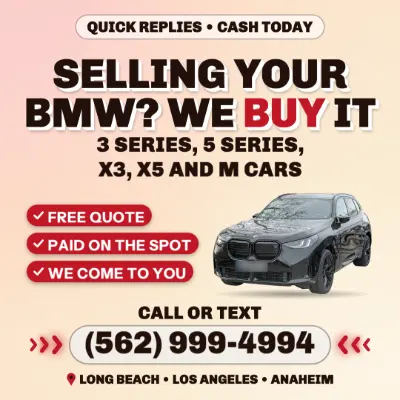 QUICK REPLIES • CASH TODAY
SELLING YOUR
BMW? WE BUY IT
3 SERIES, 5 SERIES,
X3, X5 AND M CARS
FREE QUOTE
PAID ON THE SPOT
WE COME TO YOU
CALL OR TEXT
(562) 999-4994
LONG BEACH • LOS ANGELES • ANAHEIM